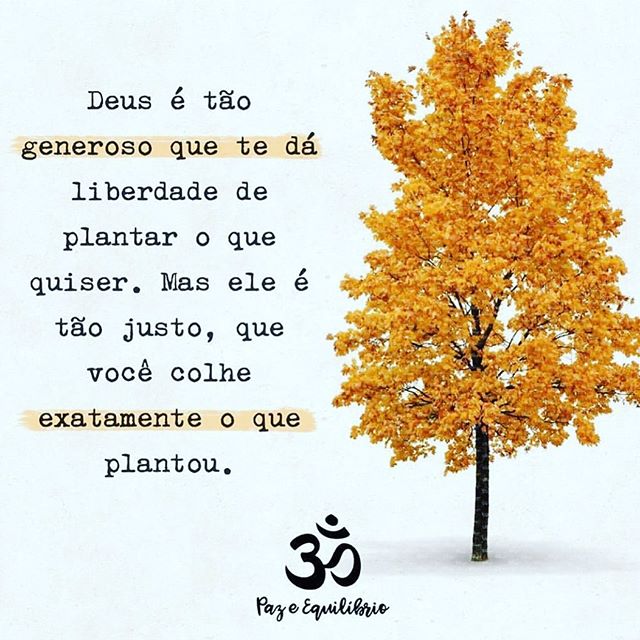 Deus é tão
generoso que te dá
liberdade de
plantar o que
quiser. Mas ele é
tão justo, que
você colhe
exatamente o que
plantou.
ॐ
Paz e Equilíbrio